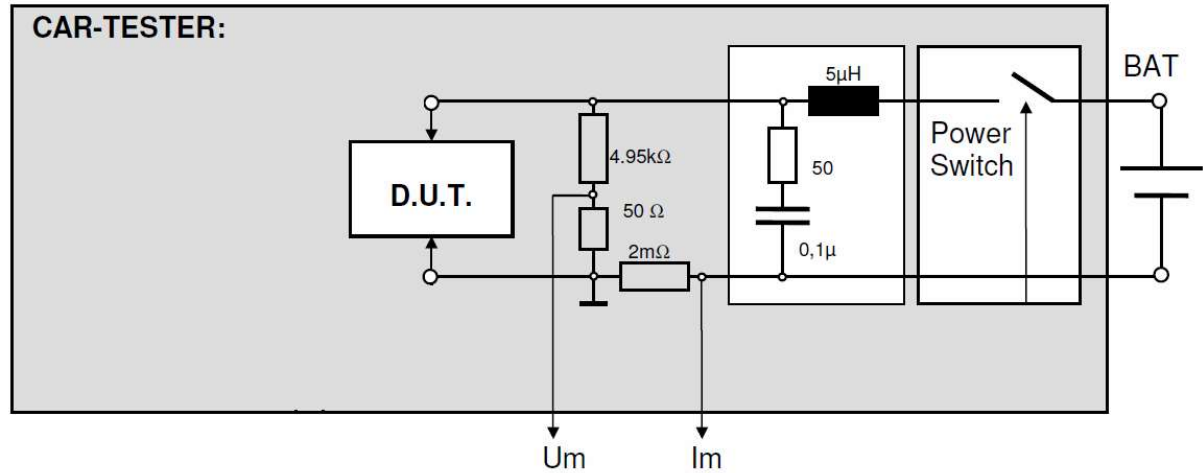 CAR-TESTER:
5µH
BAT
4.95kΩ
50
Power
Switch
D.U.T.
50 Ω
2mΩ
0,1µ
Um
Im